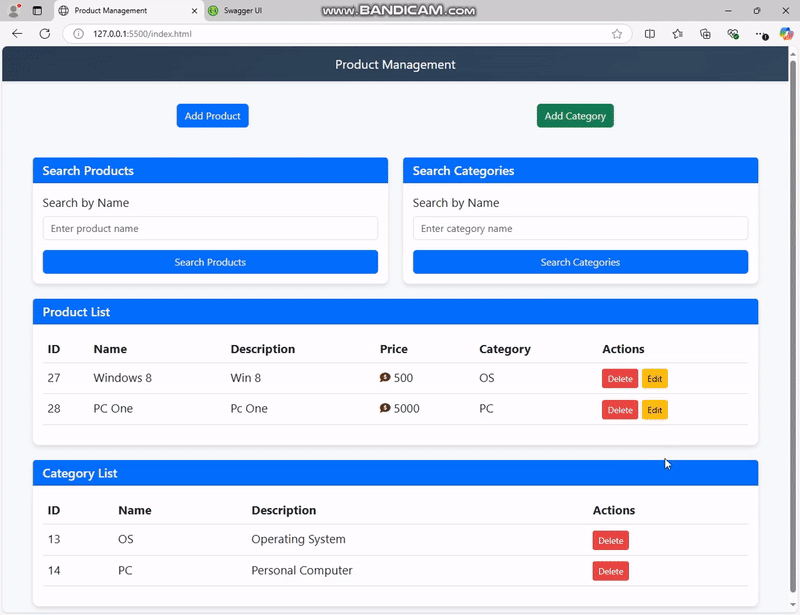 Product Management
Swagger UI
www.BANDICAM.com
127.0.0.1:5500/index.html
Product Management
Add Product
Add Category
Search Products
Search Categories
Search by Name
Search by Name
Enter product name
Enter category name
Search Products
Search Categories
Product List
ID Name Description Price Category Actions
27 Windows 8 Win 8 500 OS Delete Edit
28 PC One Pc One 5000 PC Delete Edit
Category List
ID Name Description Actions
13 OS Operating System Delete
14 PC Personal Computer Delete